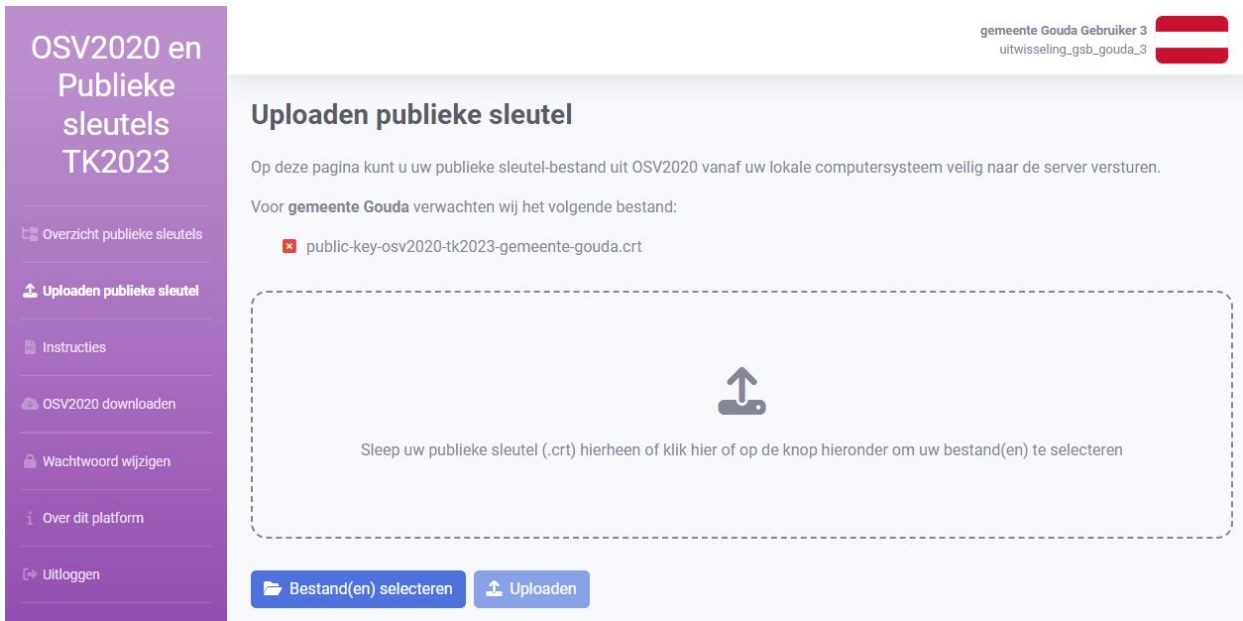 OSV2020 en
Publieke
sleutels
TK2023
Overzicht publieke sleutels
Uploaden publieke sleutel
Instructies
OSV2020 downloaden
Wachtwoord wijzigen
Over dit platform
Uitloggen
gemeente Gouda Gebruiker 3
uitwisseling_gsb_gouda_3
Uploaden publieke sleutel
Op deze pagina kunt u uw publieke sleutel-bestand uit OSV2020 vanaf uw lokale computersysteem veilig naar de server versturen.
Voor gemeente Gouda verwachten wij het volgende bestand:
public-key-osv2020-tk2023-gemeente-gouda.crt
Sleep uw publieke sleutel (.crt) hierheen of klik hier of op de knop hieronder om uw bestand(en) te selecteren
Bestand(en) selecteren
Uploaden